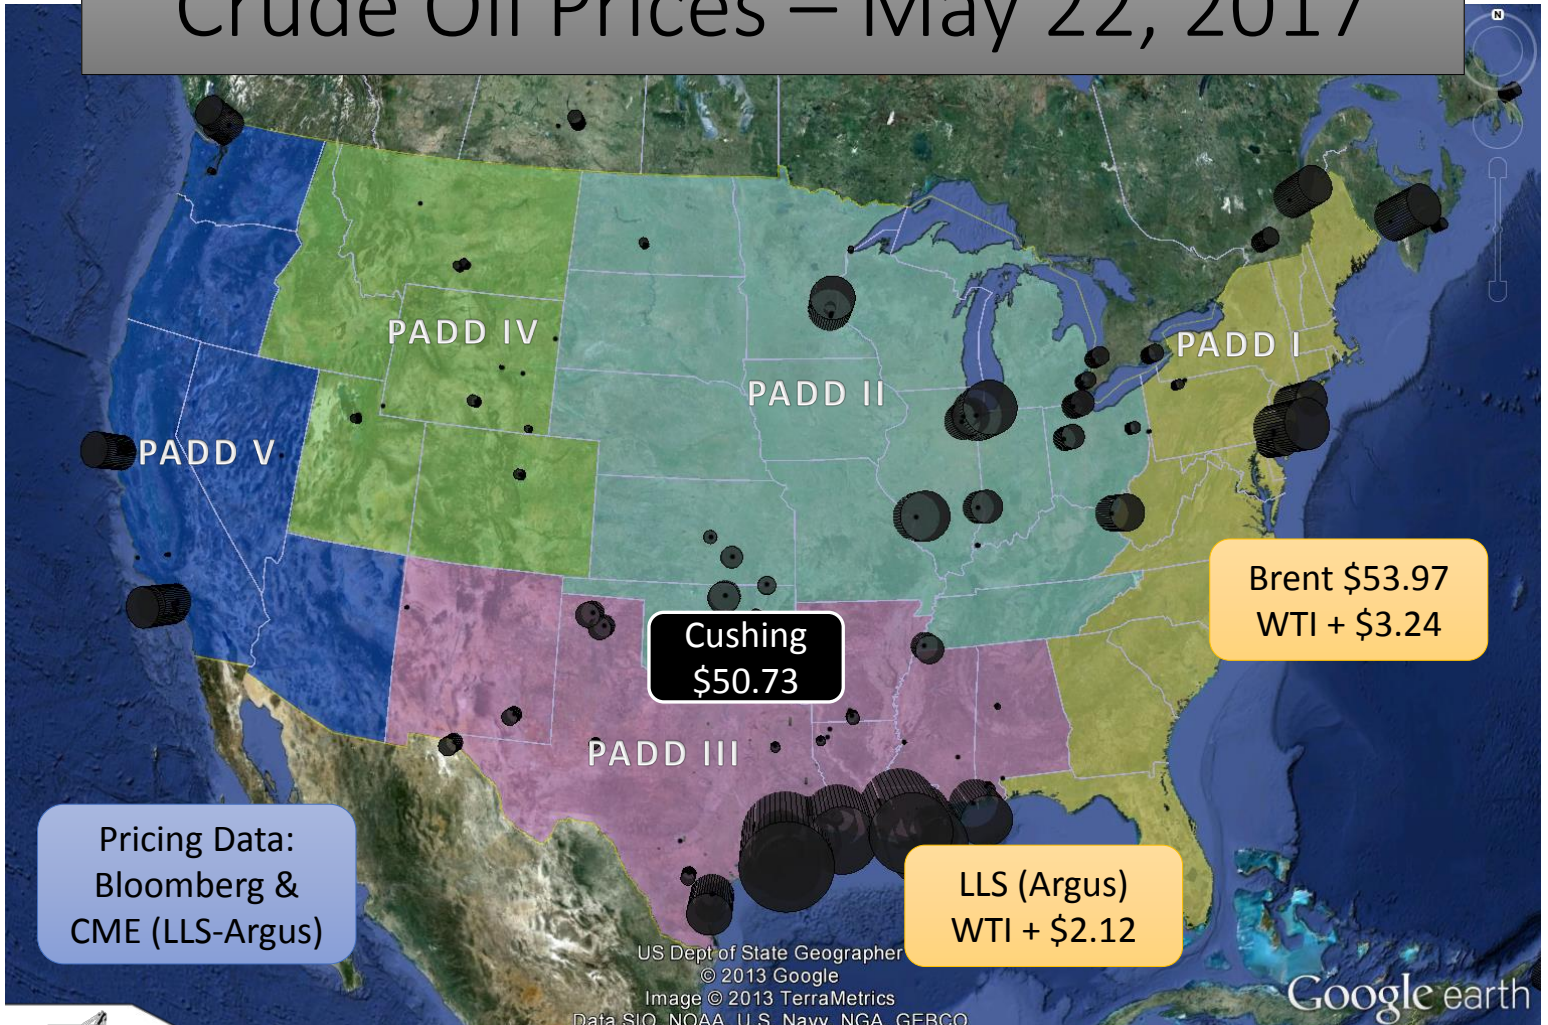 Crude Oil Prices – May 22, 2017
N
PADD IV
PADD I
PADD II
PADD V
Brent $53.97
WTI + $3.24
Cushing
$50.73
PADD III
Pricing Data:
Bloomberg &
CME (LLS-Argus)
LLS (Argus)
WTI + $2.12
US Dept of State Geographer
© 2013 Google
Image © 2013 TerraMetrics
Data SIO, NOAA, U.S. Navy, NGA, GEBCO
Google earth